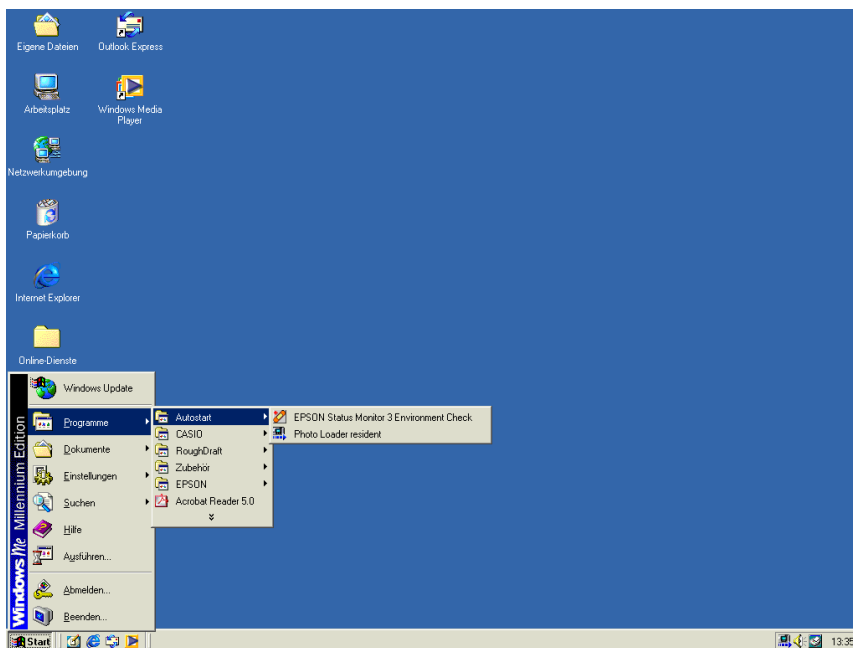 Eigene Dateien
Outlook Express
Arbeitsplatz
Windows Media
Player
Netzwerkumgebung
Papierkorb
Internet Explorer
Online-Dienste
Windows Me Millennium Edition
Windows Update
Programme
Dokumente
Einstellungen
Suchen
Hilfe
Ausführen...
Abmelden...
Beenden...
Autostart
CASIO
RoughDraft
Zubehör
EPSON
Acrobat Reader 5.0
EPSON Status Monitor 3 Environment Check
Photo Loader resident
Start
13:35